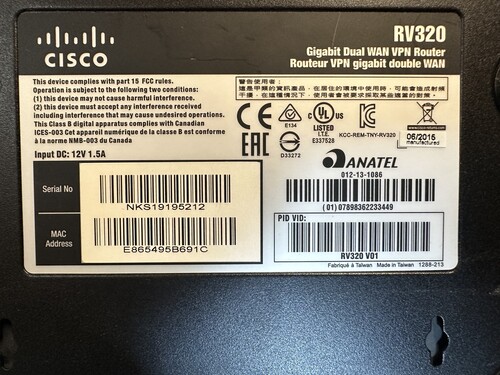 CISCO
RV320
Gigabit Dual WAN VPN Router
Routeur VPN gigabit double WAN
This device complies with part 15 FCC rules.
Operation is subject to the following two conditions:
(1) this device may not cause harmful interference.
(2) this device must accept any interference received
including interference that may cause undesired operations.
This Class B digital apparatus complies with Canadian
ICES-003 Cet appareil numérique de la classe B est conforme
à la norme NMB-003 du Canada
Input DC: 12V 1.5A
警告使用者:
這是甲類的資訊產品，在居住的環境中使用時，可能會造成射頻
干擾，在這種情況下，使用者會被要求採取某些適當的對策。
CE
EAC
E134
D33272
C UL US
LISTED
I.T.E.
E337528
KCC-REM-TNY-RV320
06/2015
manufactured
ANATEL
012-13-1086
(01)07898362233449
Serial No
NKS19195212
MAC
Address
E865495B691C
PID VID:
RV320 V01
Fabriqué à Taiwan Made in Taiwan 1288-213